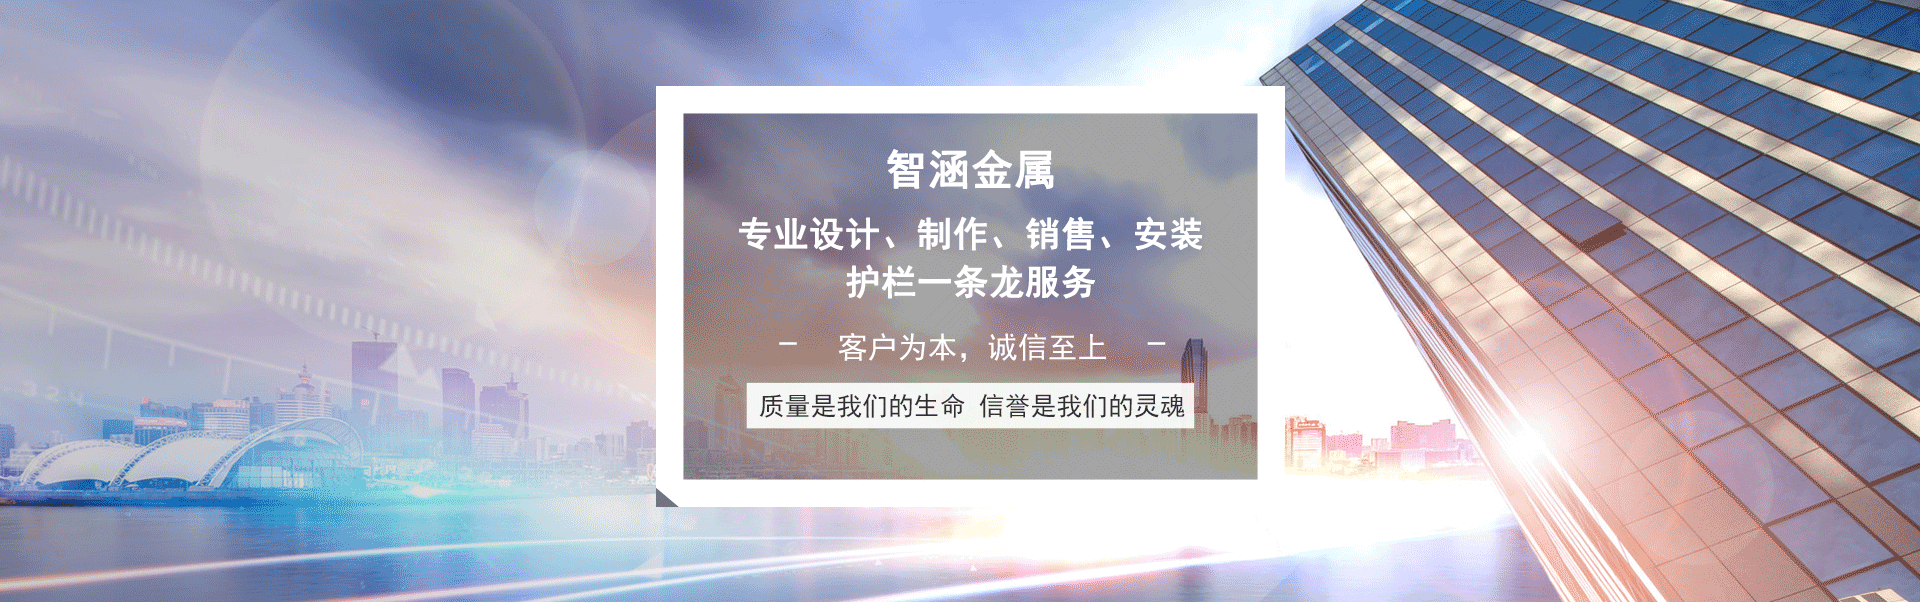 智涵金属
专业设计、制作、销售、安装
护栏一条龙服务
– 客户为本，诚信至上 –
质量是我们的生命 信誉是我们的灵魂